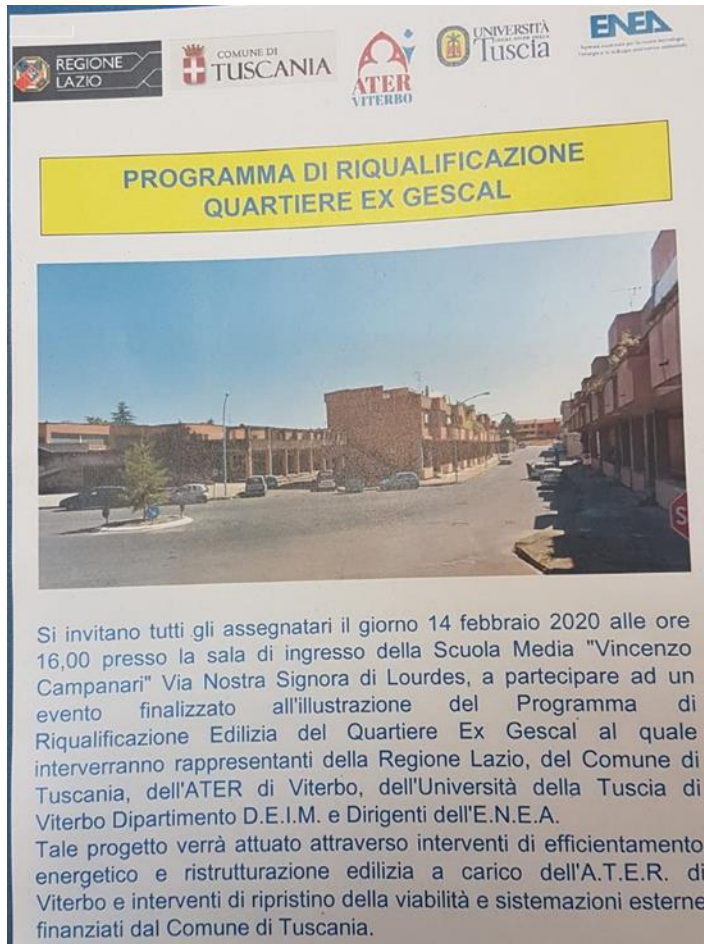 REGIONE
LAZIO
COMUNE DI
TUSCANIA
ATER
VITERBO
UNIVERSITÀ
Tuscia
ENEA
PROGRAMMA DI RIQUALIFICAZIONE
QUARTIERE EX GESCAL
S
Si invitano tutti gli assegnatari il giorno 14 febbraio 2020 alle ore
16,00 presso la sala di ingresso della Scuola Media "Vincenzo
Campanari" Via Nostra Signora di Lourdes, a partecipare ad un
evento finalizzato all'illustrazione del Programma di
Riqualificazione Edilizia del Quartiere Ex Gescal al quale
interverranno rappresentanti della Regione Lazio, del Comune di
Tuscania, dell'ATER di Viterbo, dell'Università della Tuscia di
Viterbo Dipartimento D.E.I.M. e Dirigenti dell'E.N.E.A.
Tale progetto verrà attuato attraverso interventi di efficientamento
energetico e ristrutturazione edilizia a carico dell'A.T.E.R. di
Viterbo e interventi di ripristino della viabilità e sistemazioni esterne
finanziati dal Comune di Tuscania.